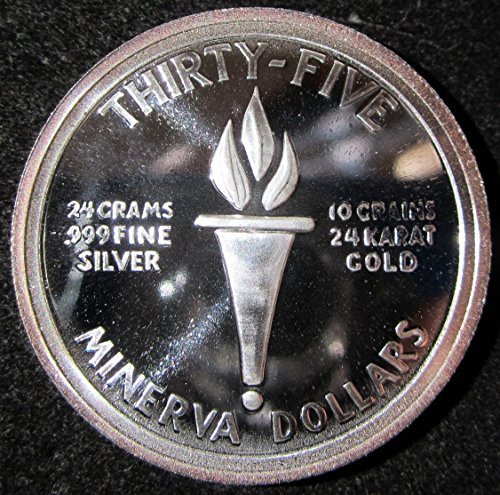 THIRTY-FIVE
24 GRAMS
.999 FINE
SILVER
10 GRAINS
24 KARAT
GOLD
MINERVA DOLLARS